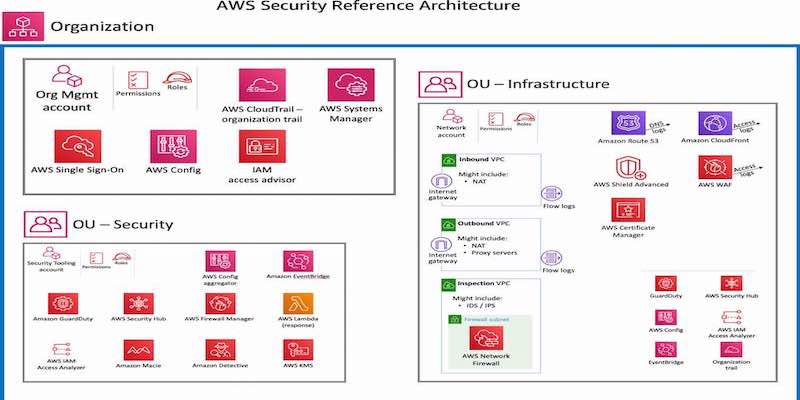 AWS Security Reference Architecture
Organization
Org Mgmt
account
Permissions
Roles
AWS CloudTrail –
organization trail
AWS Systems
Manager
AWS Single Sign-On
AWS Config
IAM
access advisor
OU – Security
Security Tooling
account
Permissions
Roles
AWS Config
aggregator
Amazon EventBridge
Amazon GuardDuty
AWS Security Hub
AWS Firewall Manager
AWS Lambda
(response)
AWS IAM
Access Analyzer
Amazon Macie
Amazon Detective
AWS KMS
OU – Infrastructure
Network
account
Permissions
Roles
53
Amazon Route 53
DNS
logs
Amazon CloudFront
Access
logs
Inbound VPC
Might include:
• NAT
Internet
gateway
Flow logs
AWS Shield Advanced
AWS WAF
Access
logs
AWS Certificate
Manager
Outbound VPC
Might include:
• NAT
• Proxy servers
Internet
gateway
Flow logs
Inspection VPC
Might include:
• IDS / IPS
Firewall subnet
AWS Network
Firewall
GuardDuty
AWS Security Hub
AWS Config
AWS IAM
Access Analyzer
EventBridge
Organization
trail